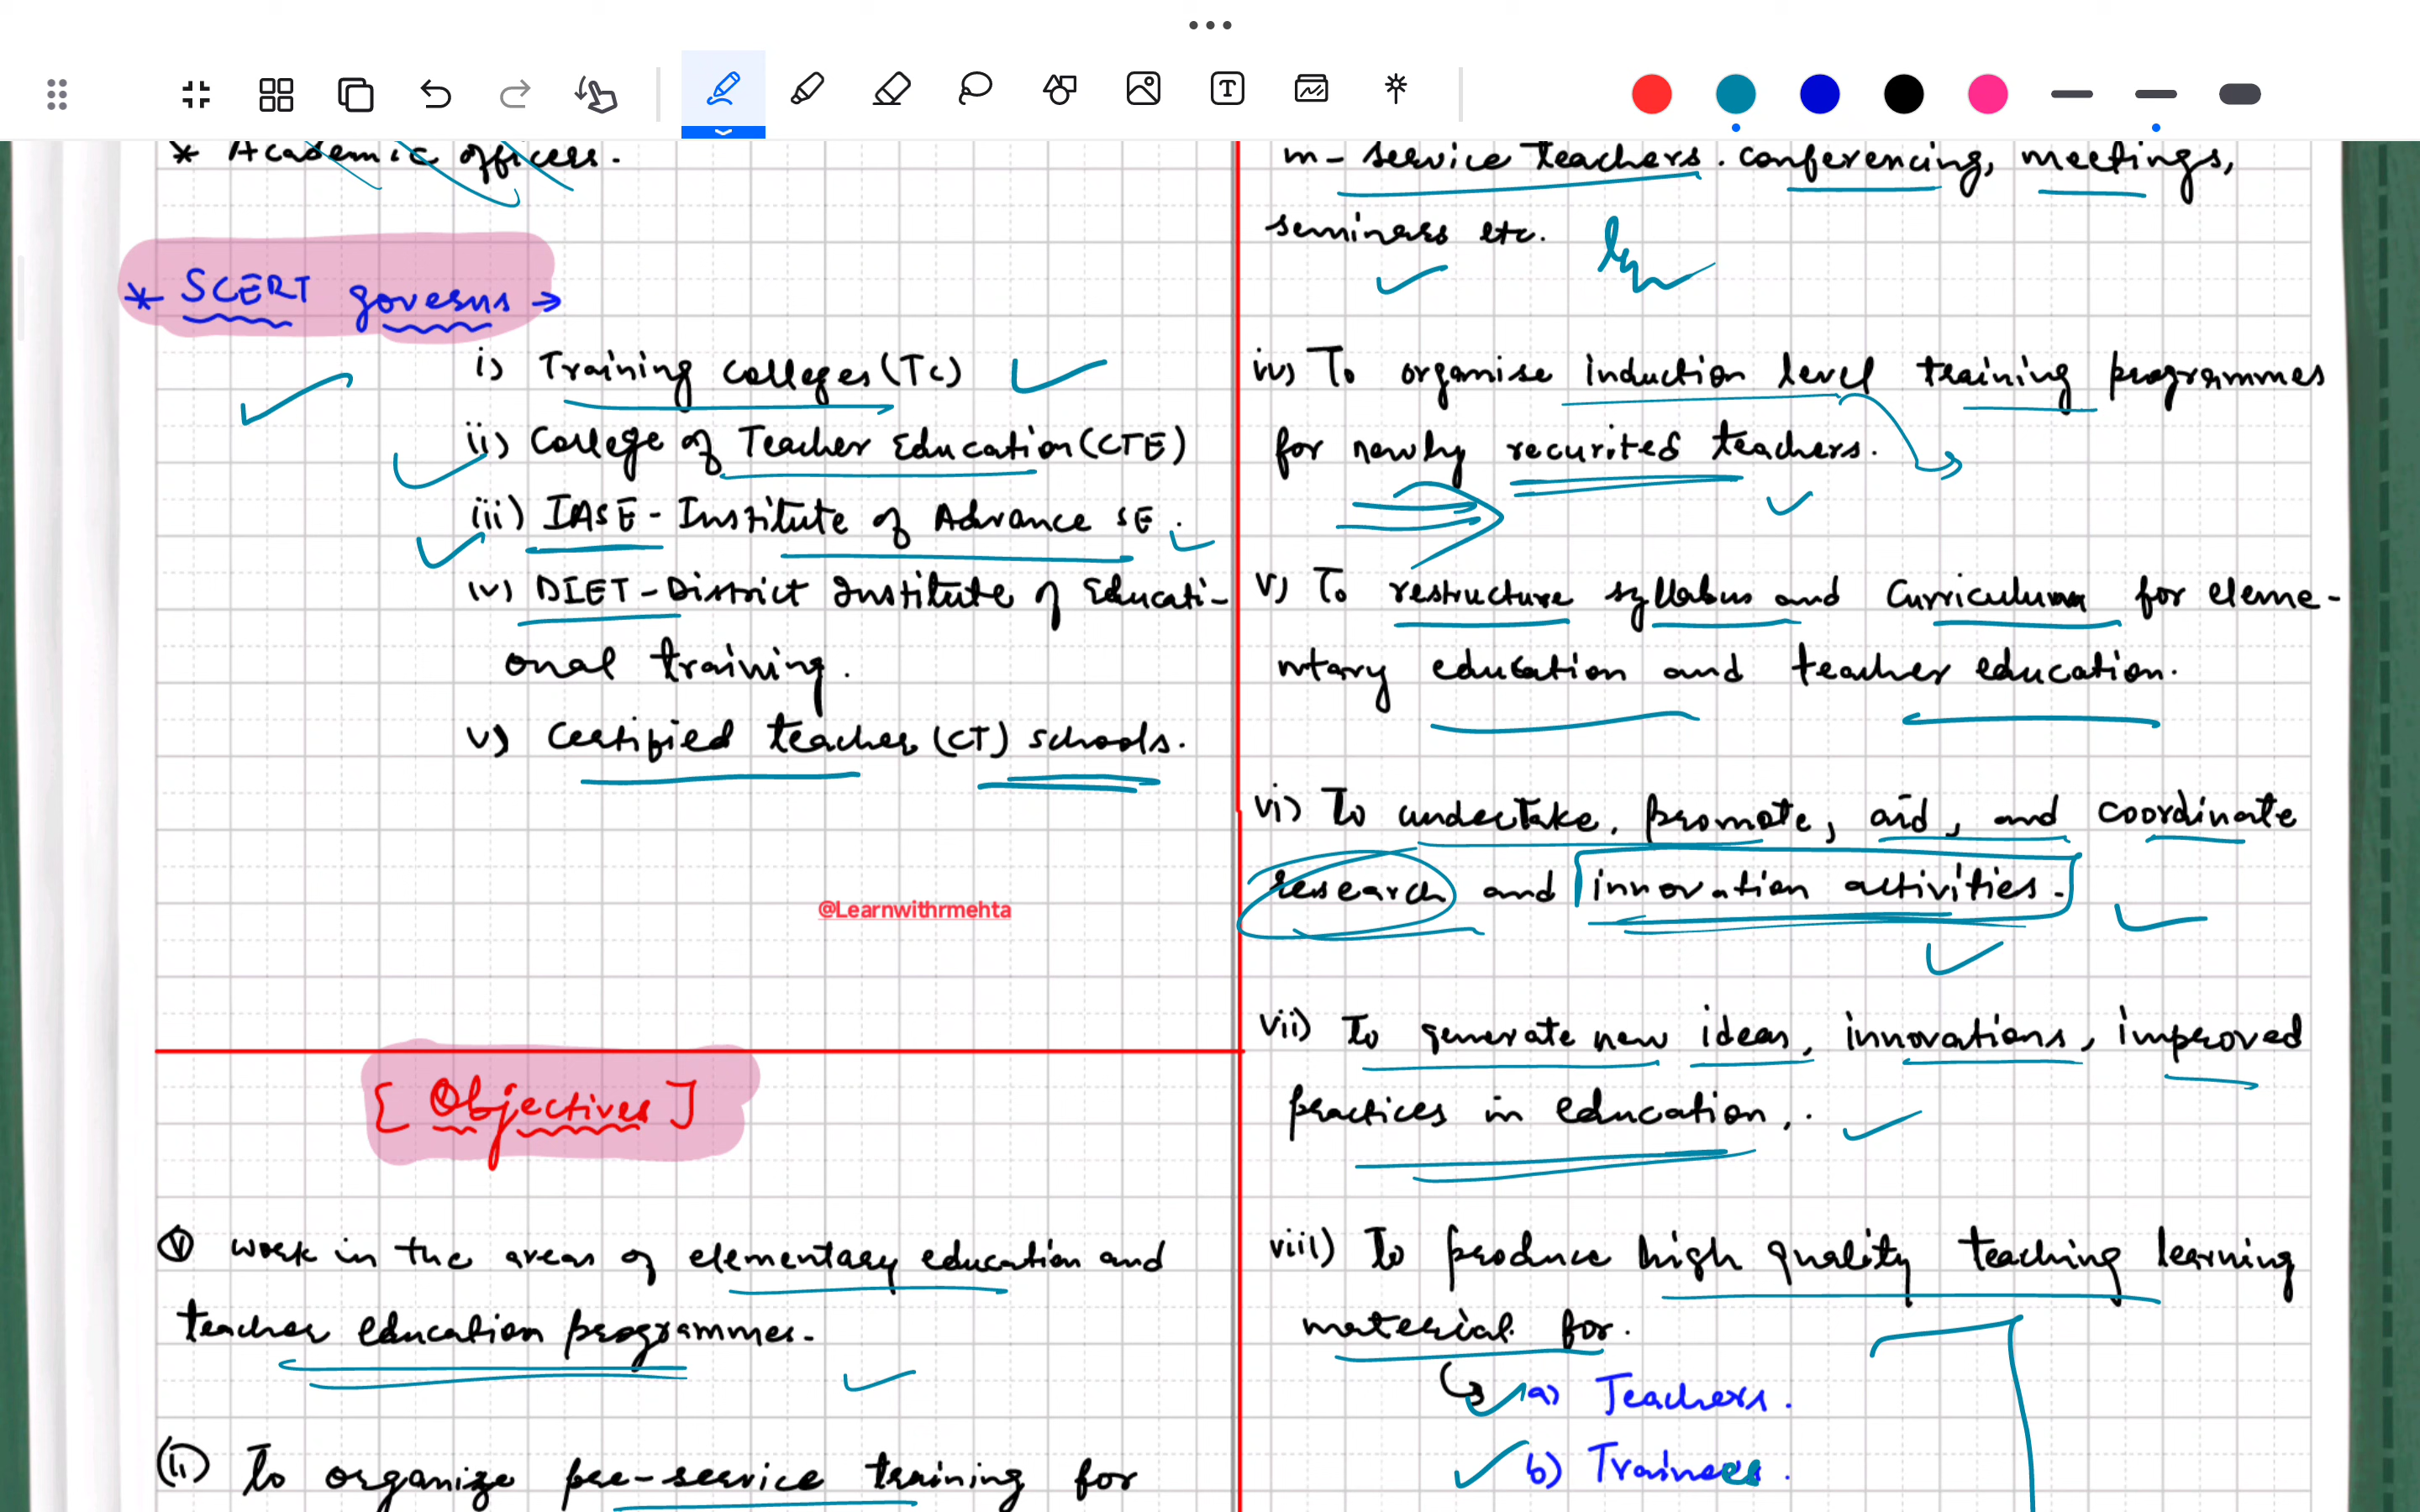 * Academic officers.
* SCERT governs →
i) Training Colleges (Tc)
ii) College of Teacher Education (CTE)
iii) IASE - Institute of Advance SE.
iv) DIET - District Institute of Educati-
onal training.
v) Certified teacher (CT) schools.
@Learnwithrmehta
[ Objectives ]
work in the areas of elementary education and
teacher education programmes.
(ii) To organize pre-service training for
in-service teachers. conferencing, meetings,
seminars etc.
iv) To organise induction level training programmes
for newly recurited teachers.
v) To restructure syllabus and Curriculum for eleme-
ntary education and teacher education.
vi) To undertake, promote, aid, and coordinate
research and innovation activities.
vii) To generate new ideas, innovations, improved
practices in education,.
viii) To produce high quality teaching learning
material for.
a) Teachers.
b) Trainees.